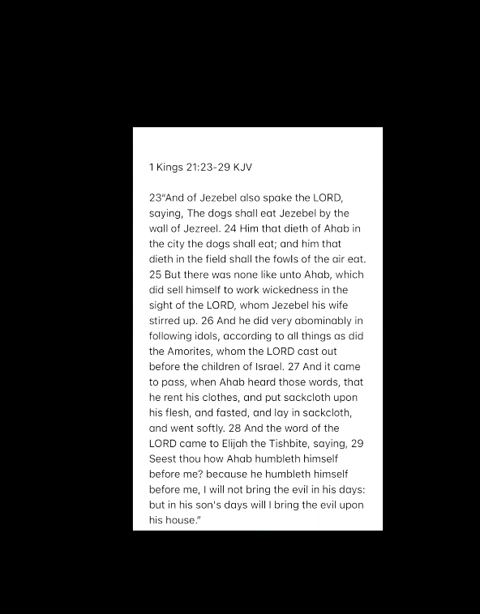 1 Kings 21:23-29 KJV
23"And of Jezebel also spake the LORD,
saying, The dogs shall eat Jezebel by the
wall of Jezreel. 24 Him that dieth of Ahab in
the city the dogs shall eat; and him that
dieth in the field shall the fowls of the air eat.
25 But there was none like unto Ahab, which
did sell himself to work wickedness in the
sight of the LORD, whom Jezebel his wife
stirred up. 26 And he did very abominably in
following idols, according to all things as did
the Amorites, whom the LORD cast out
before the children of Israel. 27 And it came
to pass, when Ahab heard those words, that
he rent his clothes, and put sackcloth upon
his flesh, and fasted, and lay in sackcloth,
and went softly. 28 And the word of the
LORD came to Elijah the Tishbite, saying, 29
Seest thou how Ahab humbleth himself
before me? because he humbleth himself
before me, I will not bring the evil in his days:
but in his son's days will I bring the evil upon
his house."